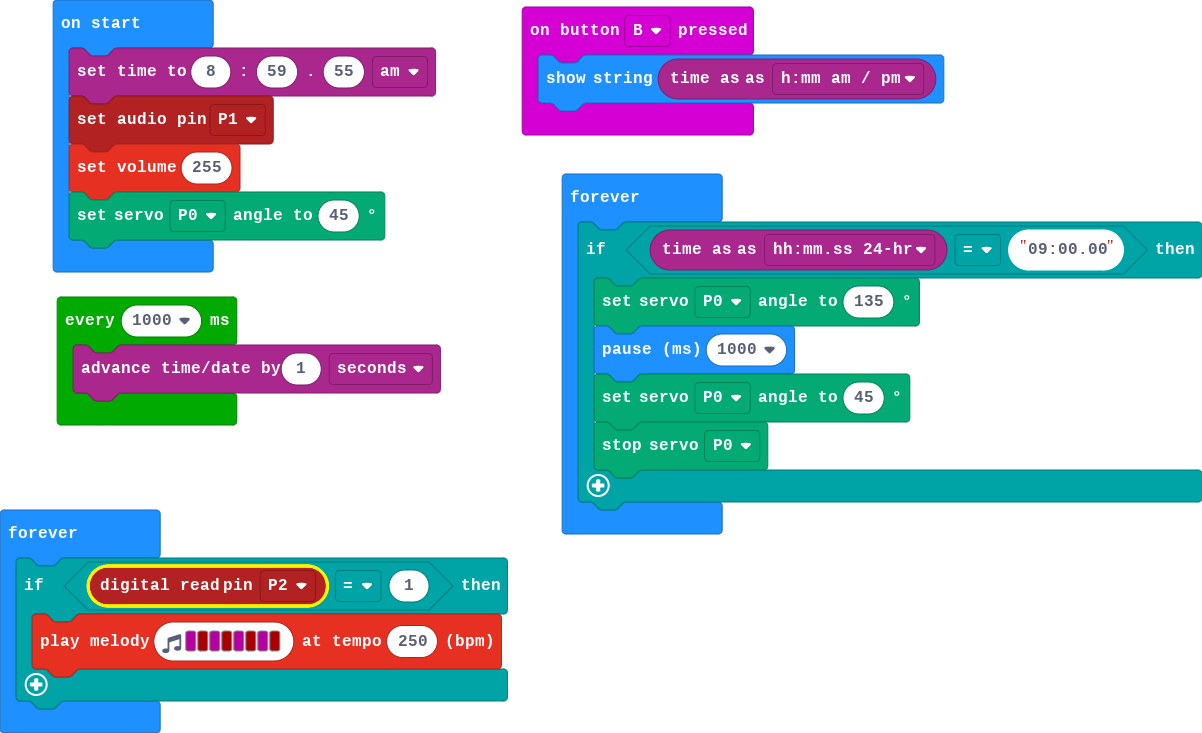 on start
set time to 8 : 59 . 55 am
set audio pin P1
set volume 255
set servo P0 angle to 45 °
every 1000 ms
advance time/date by 1 seconds
on button B pressed
show string time as as h:mm am / pm
forever
if time as as hh:mm.ss 24-hr = "09:00.00" then
set servo P0 angle to 135 °
pause (ms) 1000
set servo P0 angle to 45 °
stop servo P0
forever
if digital read pin P2 = 1 then
play melody at tempo 250 (bpm)